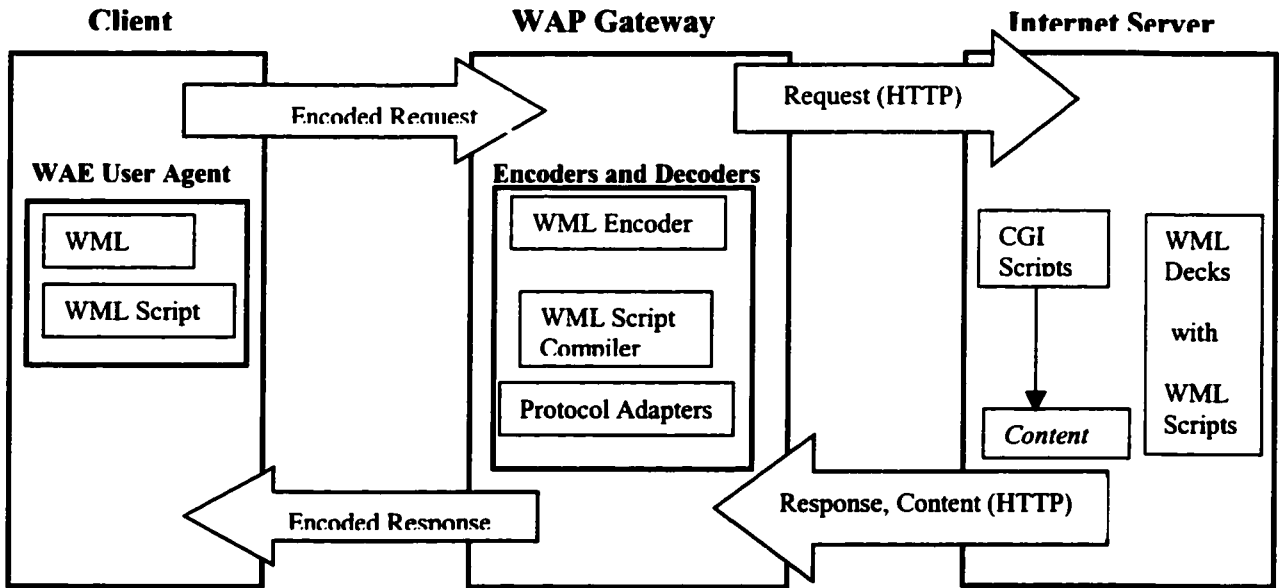 Client
WAP Gateway
Internet Server
Encoded Request
Request (HTTP)
WAE User Agent
WML
WML Script
Encoders and Decoders
WML Encoder
WML Script
Compiler
Protocol Adapters
CGI
Scripts
Content
WML
Decks
with
WML
Scripts
Encoded Response
Response, Content (HTTP)